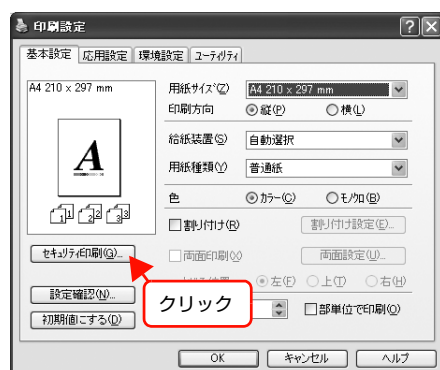 印刷設定
基本設定 応用設定 環境設定 ユーティリティ
A4 210 × 297 mm
A
1 1 2 2 3 3
用紙サイズ(Z) A4 210 × 297 mm
印刷方向 縦(P) 横(L)
給紙装置(S) 自動選択
用紙種類(Y) 普通紙
色 カラー(C) モノクロ(B)
割り付け(R) 割り付け設定(E)...
セキュリティ印刷(G)...
両面印刷(X) 両面設定(U)...
左(F) 上(T) 右(H)
設定確認(N)...
クリック
部単位で印刷(O)
初期値にする(D)
OK キャンセル ヘルプ